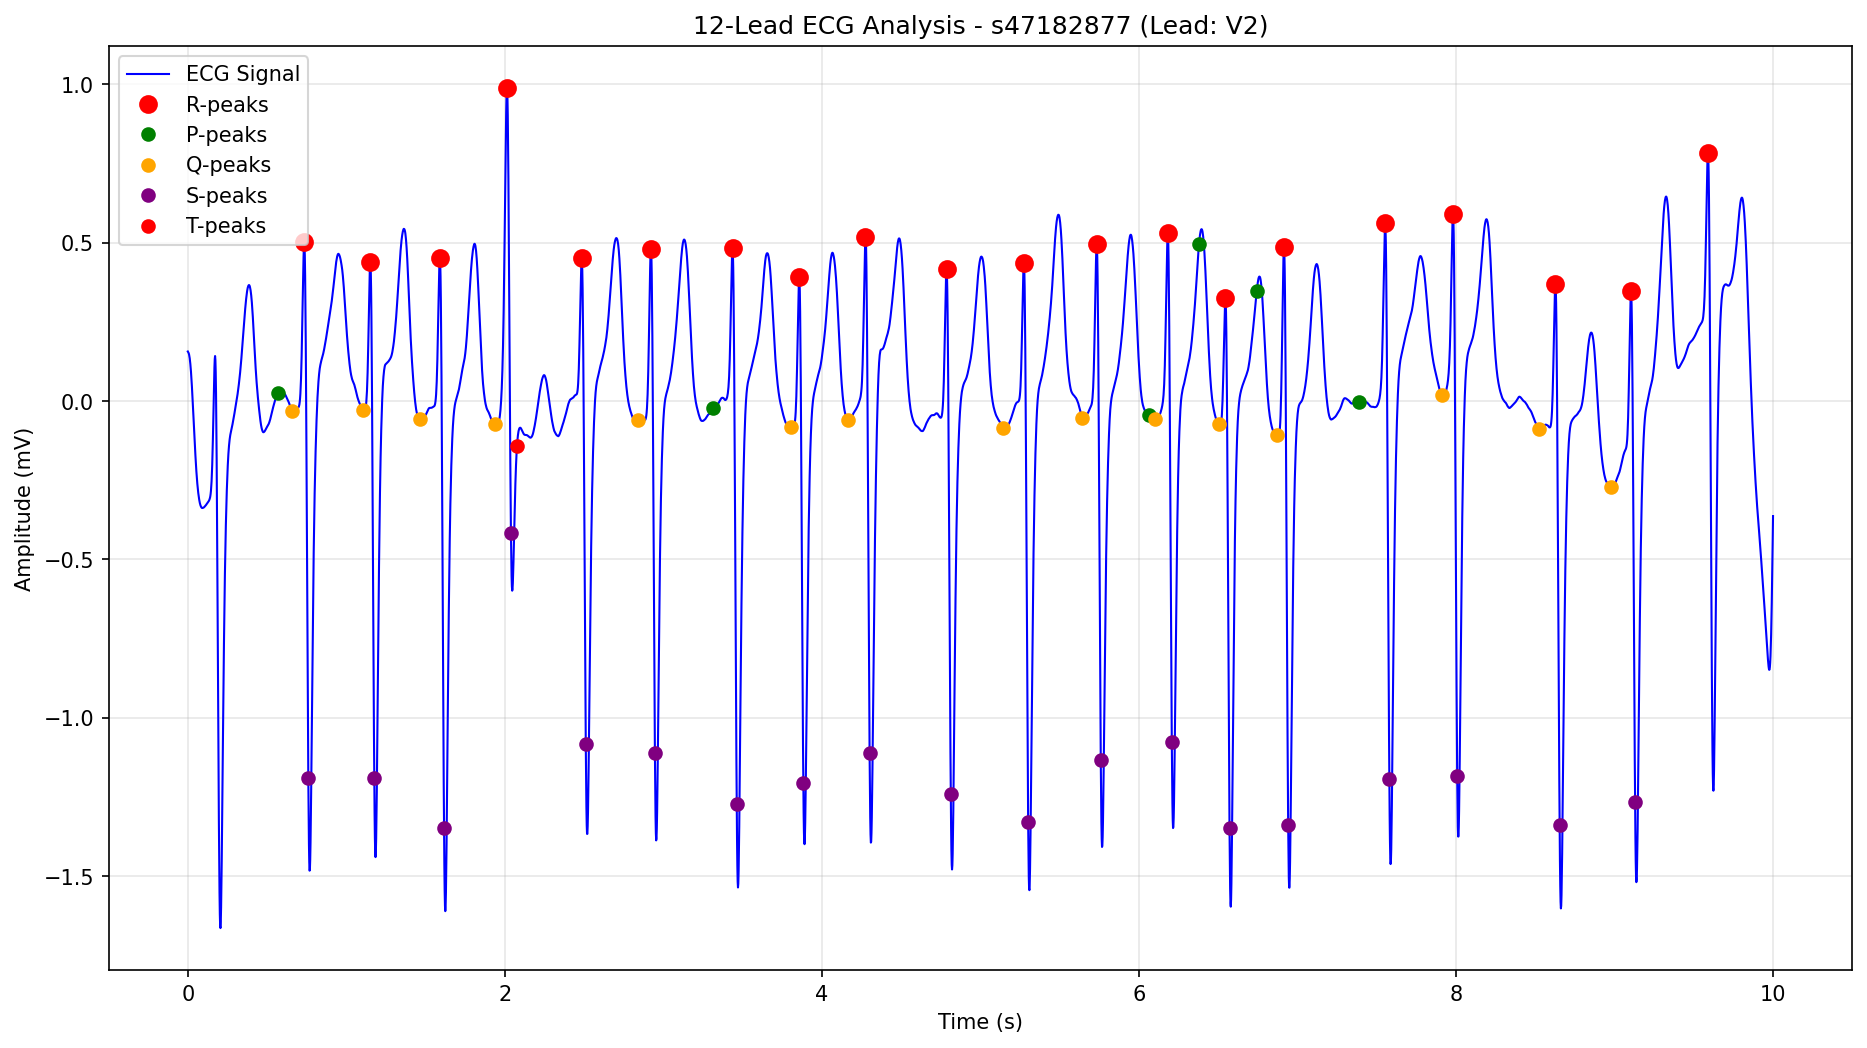 12-Lead ECG Analysis - s47182877 (Lead: V2)
ECG Signal
R-peaks
P-peaks
Q-peaks
S-peaks
T-peaks
Amplitude (mV)
1.0
0.5
0.0
−0.5
−1.0
−1.5
0 2 4 6 8 10
Time (s)